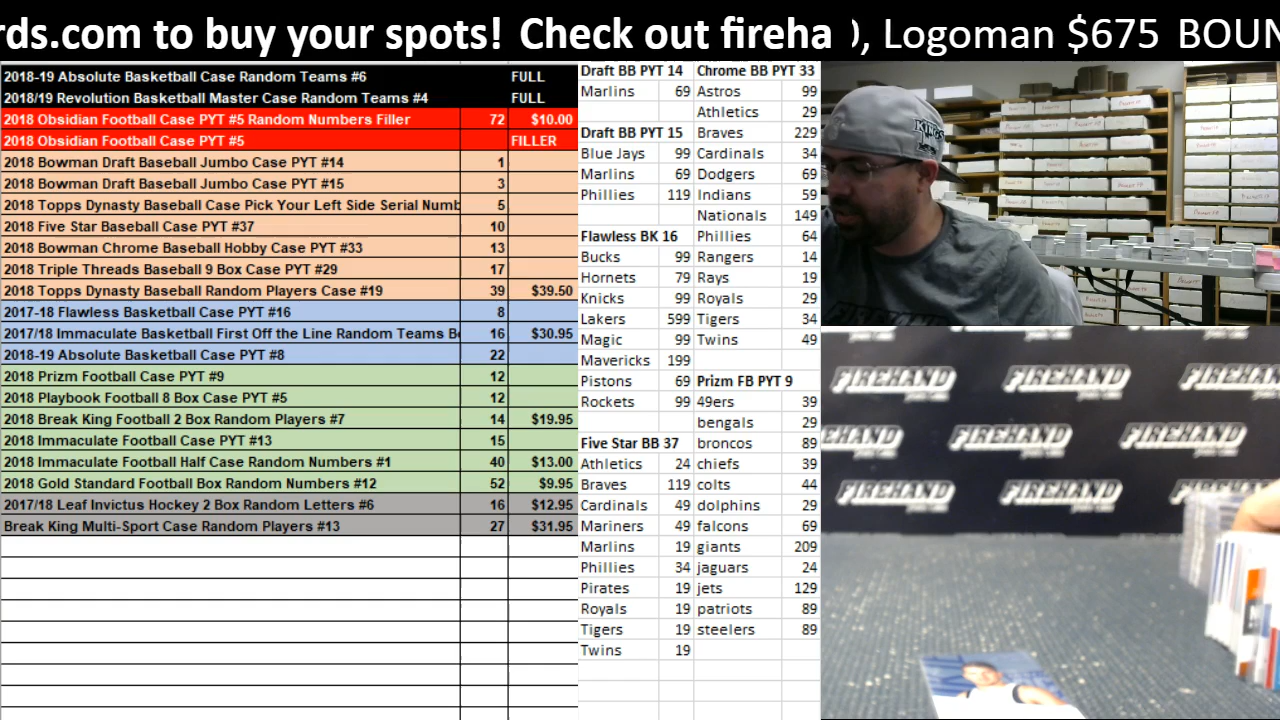 rds.com to buy your spots! Check out fireha ), Logoman $675 BOUN
2018-19 Absolute Basketball Case Random Teams #6 FULL
2018/19 Revolution Basketball Master Case Random Teams #4 FULL
2018 Obsidian Football Case PYT #5 Random Numbers Filler 72 $10.00
2018 Obsidian Football Case PYT #5 FILLER
2018 Bowman Draft Baseball Jumbo Case PYT #14 1
2018 Bowman Draft Baseball Jumbo Case PYT #15 3
2018 Topps Dynasty Baseball Case Pick Your Left Side Serial Numb 5
2018 Five Star Baseball Case PYT #37 10
2018 Bowman Chrome Baseball Hobby Case PYT #33 13
2018 Triple Threads Baseball 9 Box Case PYT #29 17
2018 Topps Dynasty Baseball Random Players Case #19 39 $39.50
2017-18 Flawless Basketball Case PYT #16 8
2017/18 Immaculate Basketball First Off the Line Random Teams Bo 16 $30.95
2018-19 Absolute Basketball Case PYT #8 22
2018 Prizm Football Case PYT #9 12
2018 Playbook Football 8 Box Case PYT #5 12
2018 Break King Football 2 Box Random Players #7 14 $19.95
2018 Immaculate Football Case PYT #13 15
2018 Immaculate Football Half Case Random Numbers #1 40 $13.00
2018 Gold Standard Football Box Random Numbers #12 52 $9.95
2017/18 Leaf Invictus Hockey 2 Box Random Letters #6 16 $12.95
Break King Multi-Sport Case Random Players #13 27 $31.95
Draft BB PYT 14
Marlins 69
Draft BB PYT 15
Blue Jays 99
Marlins 69
Phillies 119
Flawless BK 16
Bucks 99
Hornets 79
Knicks 99
Lakers 599
Magic 99
Mavericks 199
Pistons 69
Rockets 99
Five Star BB 37
Athletics 24
Braves 119
Cardinals 49
Mariners 49
Marlins 19
Phillies 34
Pirates 19
Royals 19
Tigers 19
Twins 19
Chrome BB PYT 33
Astros 99
Athletics 29
Braves 229
Cardinals 34
Dodgers 69
Indians 59
Nationals 149
Phillies 64
Rangers 14
Rays 19
Royals 29
Tigers 34
Twins 49
Prizm FB PYT 9
49ers 39
bengals 29
broncos 89
chiefs 39
colts 44
dolphins 29
falcons 69
giants 209
jaguars 24
jets 129
patriots 89
steelers 89
KINGS
FIREHAND FIREHAND FIREHAND
FIREHAND FIREHAND FIREHAND
FIREHAND FIREHAND FIREHAND